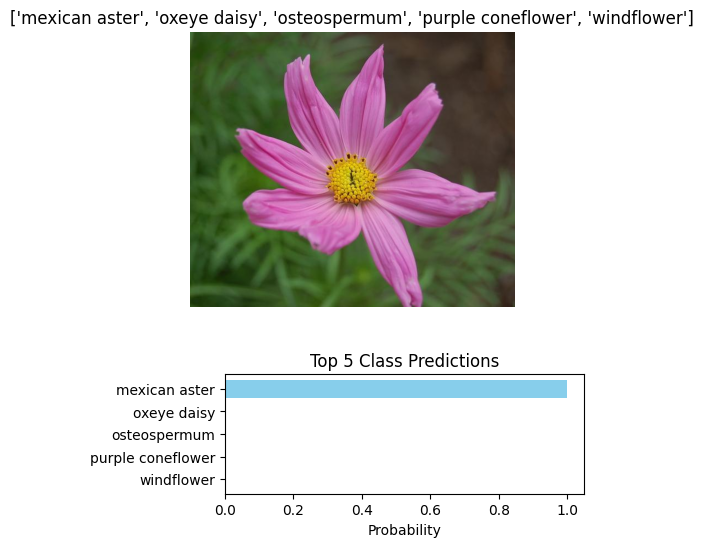 ['mexican aster', 'oxeye daisy', 'osteospermum', 'purple coneflower', 'windflower']
Top 5 Class Predictions
mexican aster
oxeye daisy
osteospermum
purple coneflower
windflower
0.0 0.2 0.4 0.6 0.8 1.0
Probability